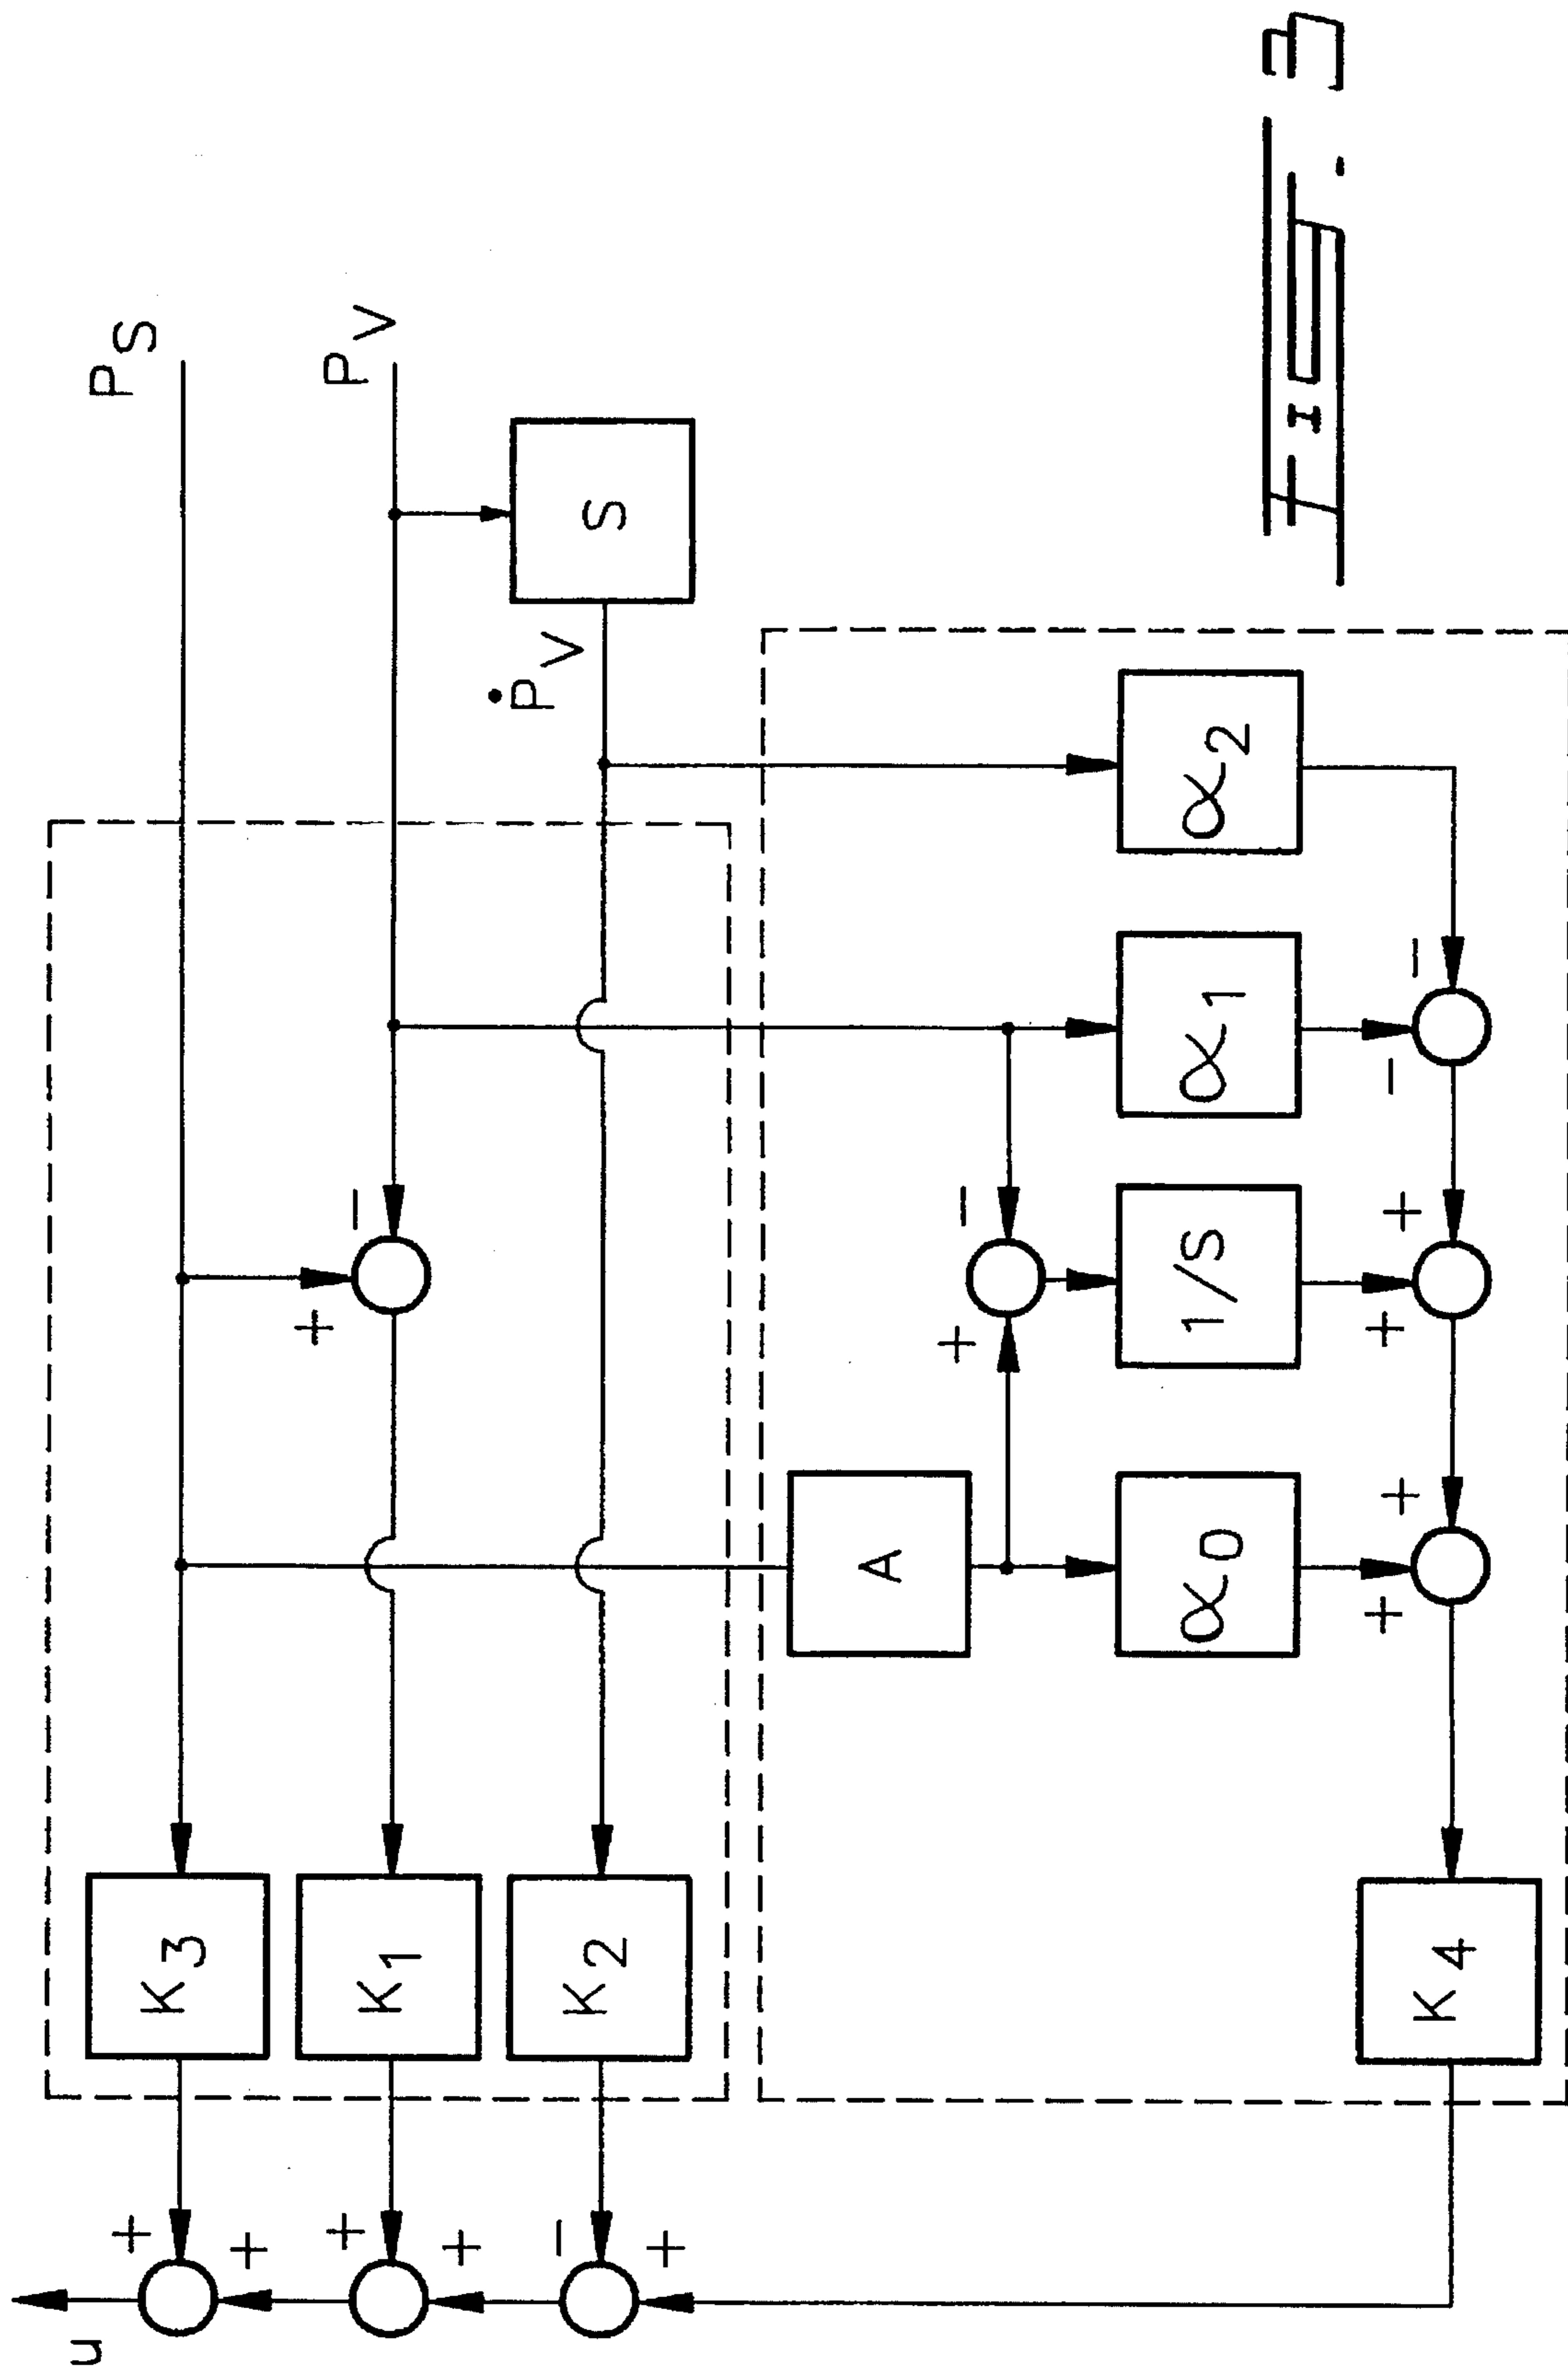 P_S
P_V
S
Ṗ_V
+
−
K_3
K_1
K_2
A
+
−
α_0
1/S
α_1
α_2
+
+
+
+
−
−
K_4
+
+
+
+
−
+
u
Fig. 3